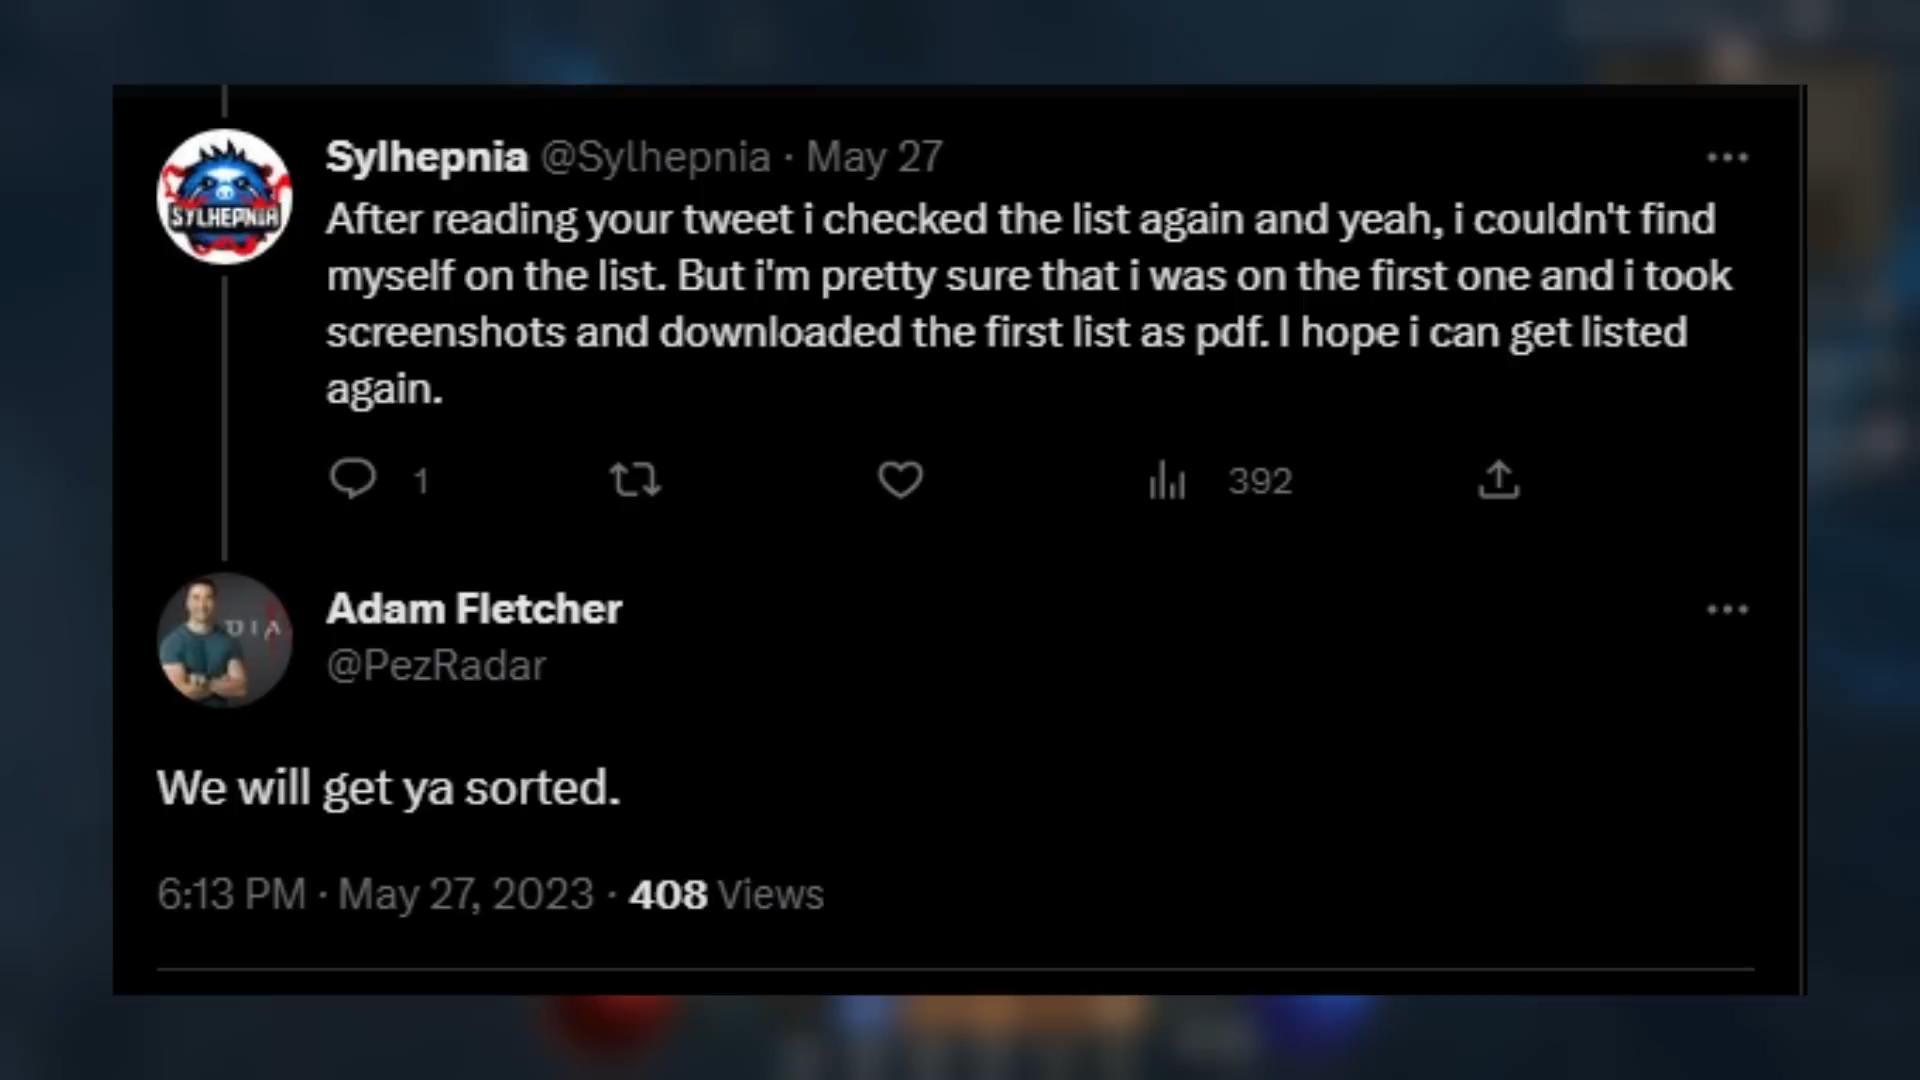 Sylhepnia @Sylhepnia · May 27
SYLHEPNIA
After reading your tweet i checked the list again and yeah, i couldn't find
myself on the list. But i'm pretty sure that i was on the first one and i took
screenshots and downloaded the first list as pdf. I hope i can get listed
again.
1 392
Adam Fletcher
DIA
@PezRadar
We will get ya sorted.
6:13 PM · May 27, 2023 · 408 Views